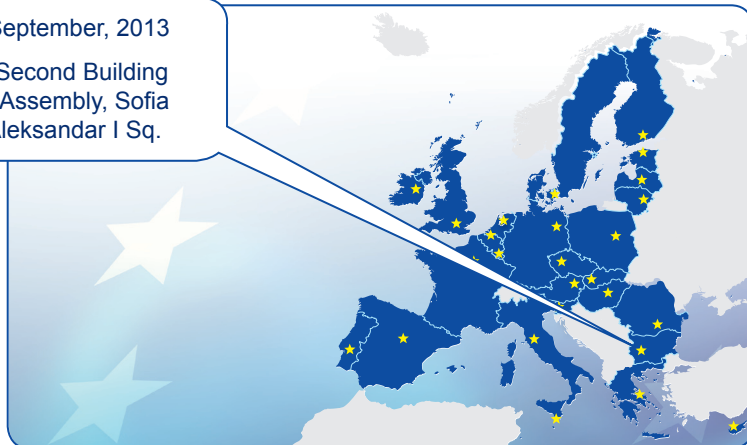 September, 2013
Second Building
Assembly, Sofia
Aleksandar I Sq.